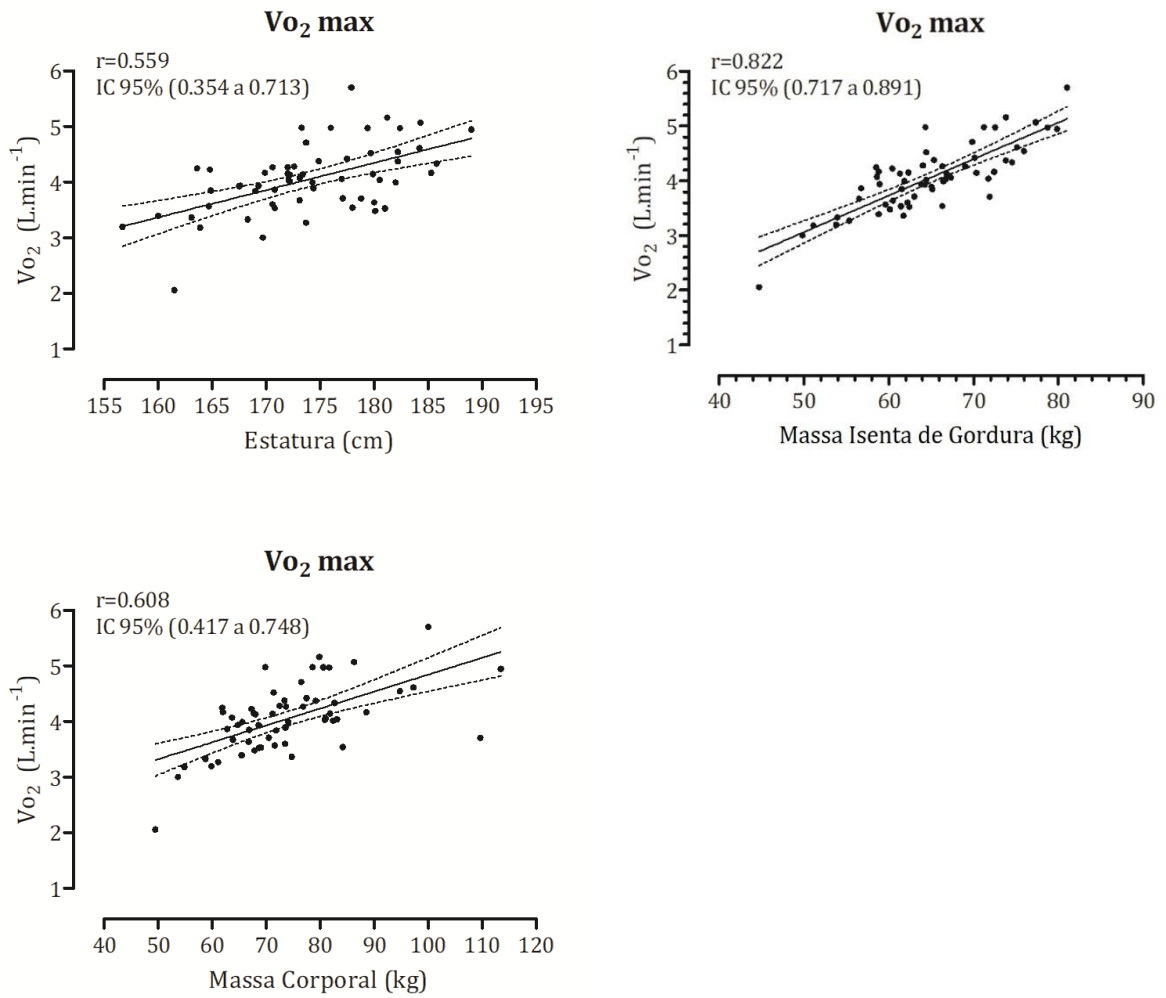 Vo₂ max
r=0.559
IC 95% (0.354 a 0.713)
6
5
4
3
2
1
Vo₂ (L.min⁻¹)
155 160 165 170 175 180 185 190 195
Estatura (cm)
Vo₂ max
r=0.822
IC 95% (0.717 a 0.891)
6
5
4
3
2
1
Vo₂ (L.min⁻¹)
40 50 60 70 80 90
Massa Isenta de Gordura (kg)
Vo₂ max
r=0.608
IC 95% (0.417 a 0.748)
6
5
4
3
2
1
Vo₂ (L.min⁻¹)
40 50 60 70 80 90 100 110 120
Massa Corporal (kg)